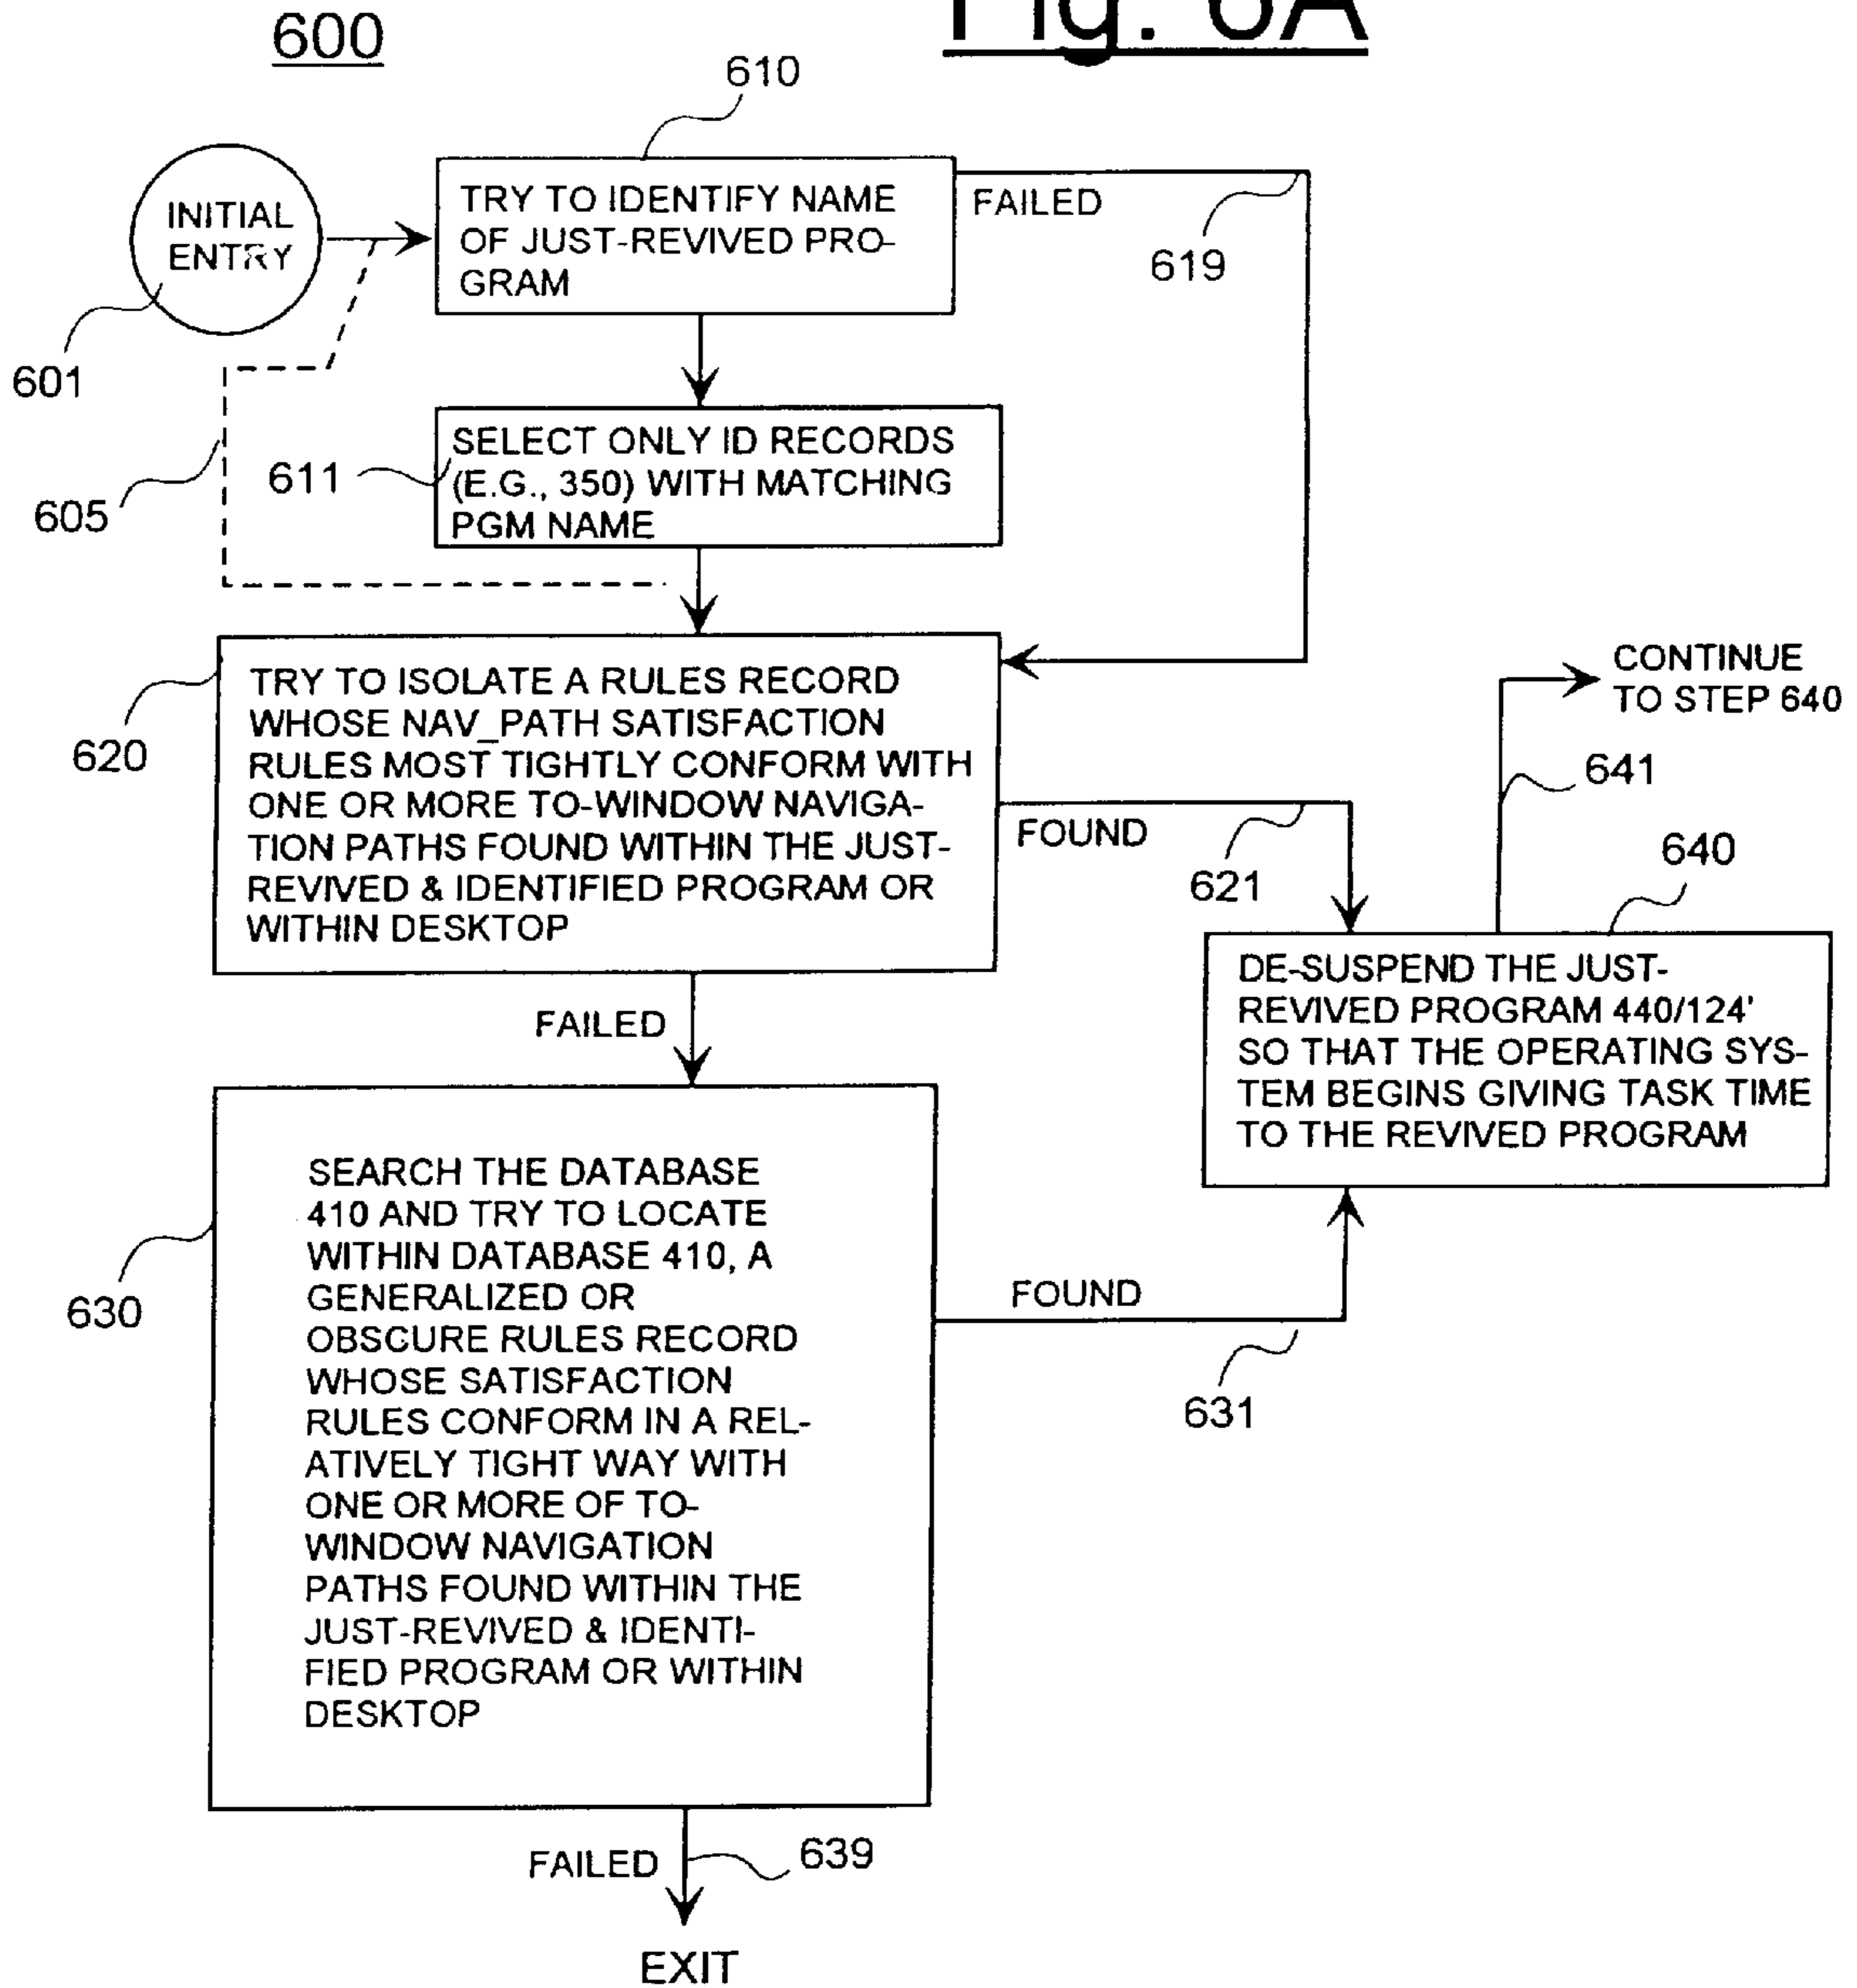 600
Fig. 6A
610
INITIAL
ENTRY
TRY TO IDENTIFY NAME
OF JUST-REVIVED PRO-
GRAM
FAILED
619
601
SELECT ONLY ID RECORDS
(E.G., 350) WITH MATCHING
PGM NAME
611
605
TRY TO ISOLATE A RULES RECORD
WHOSE NAV_PATH SATISFACTION
RULES MOST TIGHTLY CONFORM WITH
ONE OR MORE TO-WINDOW NAVIGA-
TION PATHS FOUND WITHIN THE JUST-
REVIVED & IDENTIFIED PROGRAM OR
WITHIN DESKTOP
620
CONTINUE
TO STEP 640
641
FOUND
621
640
DE-SUSPEND THE JUST-
REVIVED PROGRAM 440/124'
SO THAT THE OPERATING SYS-
TEM BEGINS GIVING TASK TIME
TO THE REVIVED PROGRAM
FAILED
SEARCH THE DATABASE
410 AND TRY TO LOCATE
WITHIN DATABASE 410, A
GENERALIZED OR
OBSCURE RULES RECORD
WHOSE SATISFACTION
RULES CONFORM IN A REL-
ATIVELY TIGHT WAY WITH
ONE OR MORE OF TO-
WINDOW NAVIGATION
PATHS FOUND WITHIN THE
JUST-REVIVED & IDENTI-
FIED PROGRAM OR WITHIN
DESKTOP
630
FOUND
631
FAILED
639
EXIT